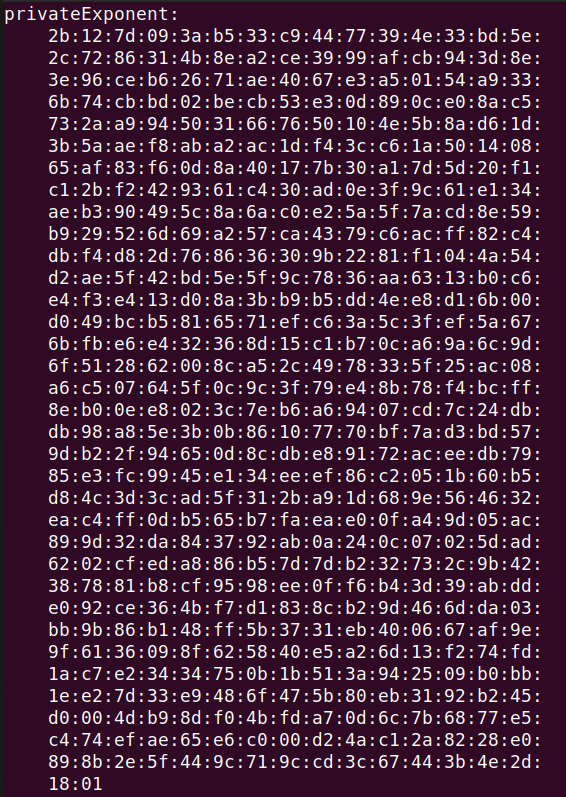 privateExponent:
2b:12:7d:09:3a:b5:33:c9:44:77:39:4e:33:bd:5e:
2c:72:86:31:4b:8e:a2:ce:39:99:af:cb:94:3d:8e:
3e:96:ce:b6:26:71:ae:40:67:e3:a5:01:54:a9:33:
6b:74:cb:bd:02:be:cb:53:e3:0d:89:0c:e0:8a:c5:
73:2a:a9:94:50:31:66:76:50:10:4e:5b:8a:d6:1d:
3b:5a:ae:f8:ab:a2:ac:1d:f4:3c:c6:1a:50:14:08:
65:af:83:f6:0d:8a:40:17:7b:30:a1:7d:5d:20:f1:
c1:2b:f2:42:93:61:c4:30:ad:0e:3f:9c:61:e1:34:
ae:b3:90:49:5c:8a:6a:c0:e2:5a:5f:7a:cd:8e:59:
b9:29:52:6d:69:a2:57:ca:43:79:c6:ac:ff:82:c4:
db:f4:d8:2d:76:86:36:30:9b:22:81:f1:04:4a:54:
d2:ae:5f:42:bd:5e:5f:9c:78:36:aa:63:13:b0:c6:
e4:f3:e4:13:d0:8a:3b:b9:b5:dd:4e:e8:d1:6b:00:
d0:49:bc:b5:81:65:71:ef:c6:3a:5c:3f:ef:5a:67:
6b:fb:e6:e4:32:36:8d:15:c1:b7:0c:a6:9a:6c:9d:
6f:51:28:62:00:8c:a5:2c:49:78:33:5f:25:ac:08:
a6:c5:07:64:5f:0c:9c:3f:79:e4:8b:78:f4:bc:ff:
8e:b0:0e:e8:02:3c:7e:b6:a6:94:07:cd:7c:24:db:
db:98:a8:5e:3b:0b:86:10:77:70:bf:7a:d3:bd:57:
9d:b2:2f:94:65:0d:8c:db:e8:91:72:ac:ee:db:79:
85:e3:fc:99:45:e1:34:ee:ef:86:c2:05:1b:60:b5:
d8:4c:3d:3c:ad:5f:31:2b:a9:1d:68:9e:56:46:32:
ea:c4:ff:0d:b5:65:b7:fa:ea:e0:0f:a4:9d:05:ac:
89:9d:32:da:84:37:92:ab:0a:24:0c:07:02:5d:ad:
62:02:cf:ed:a8:86:b5:7d:7d:b2:32:73:2c:9b:42:
38:78:81:b8:cf:95:98:ee:0f:f6:b4:3d:39:ab:dd:
e0:92:ce:36:4b:f7:d1:83:8c:b2:9d:46:6d:da:03:
bb:9b:86:b1:48:ff:5b:37:31:eb:40:06:67:af:9e:
9f:61:36:09:8f:62:58:40:e5:a2:6d:13:f2:74:fd:
1a:c7:e2:34:34:75:0b:1b:51:3a:94:25:09:b0:bb:
1e:e2:7d:33:e9:48:6f:47:5b:80:eb:31:92:b2:45:
d0:00:4d:b9:8d:f0:4b:fd:a7:0d:6c:7b:68:77:e5:
c4:74:ef:ae:65:e6:c0:00:d2:4a:c1:2a:82:28:e0:
89:8b:2e:5f:44:9c:71:9c:cd:3c:67:44:3b:4e:2d:
18:01